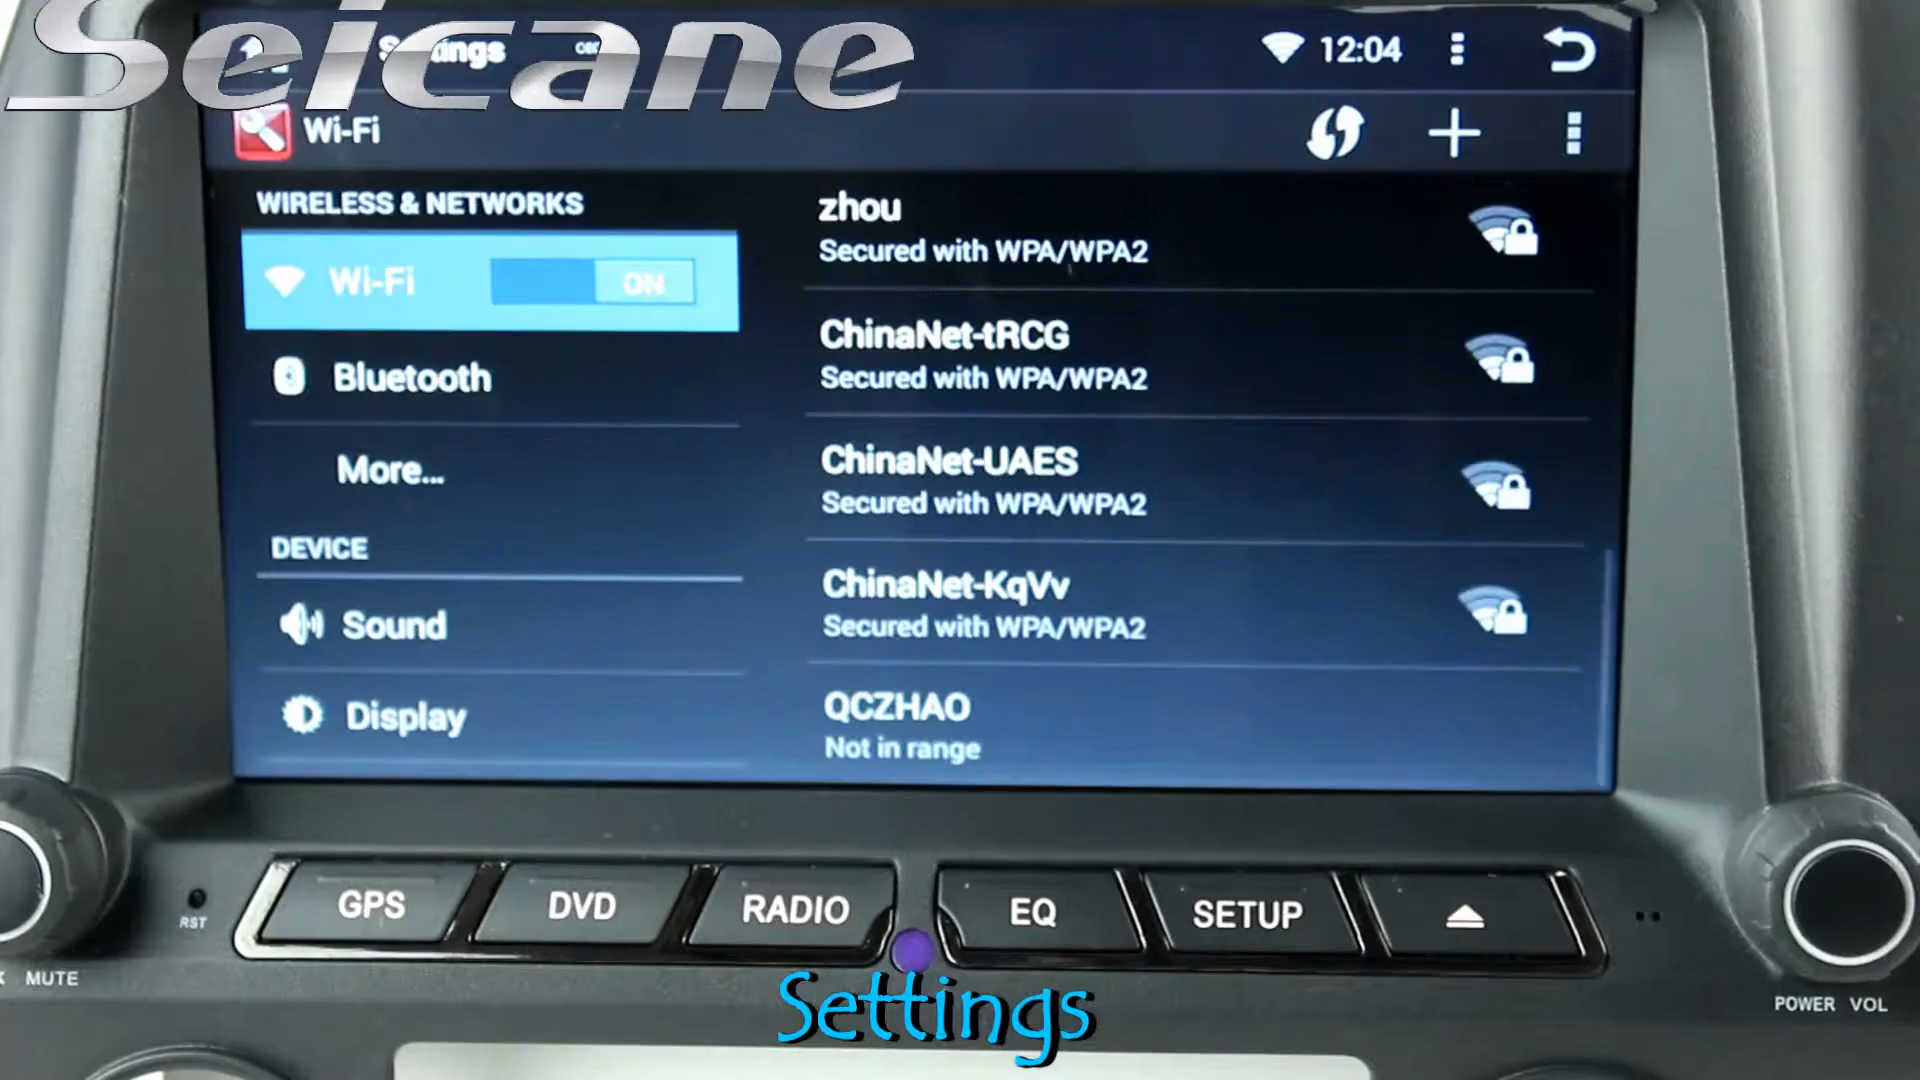 Seicane
Settings
12:04
Wi-Fi
WIRELESS & NETWORKS
Wi-Fi
ON
Bluetooth
More...
DEVICE
Sound
Display
zhou
Secured with WPA/WPA2
ChinaNet-tRCG
Secured with WPA/WPA2
ChinaNet-UAES
Secured with WPA/WPA2
ChinaNet-KqVv
Secured with WPA/WPA2
QCZHAO
Not in range
RST
GPS
DVD
RADIO
EQ
SETUP
MUTE
POWER VOL
Settings